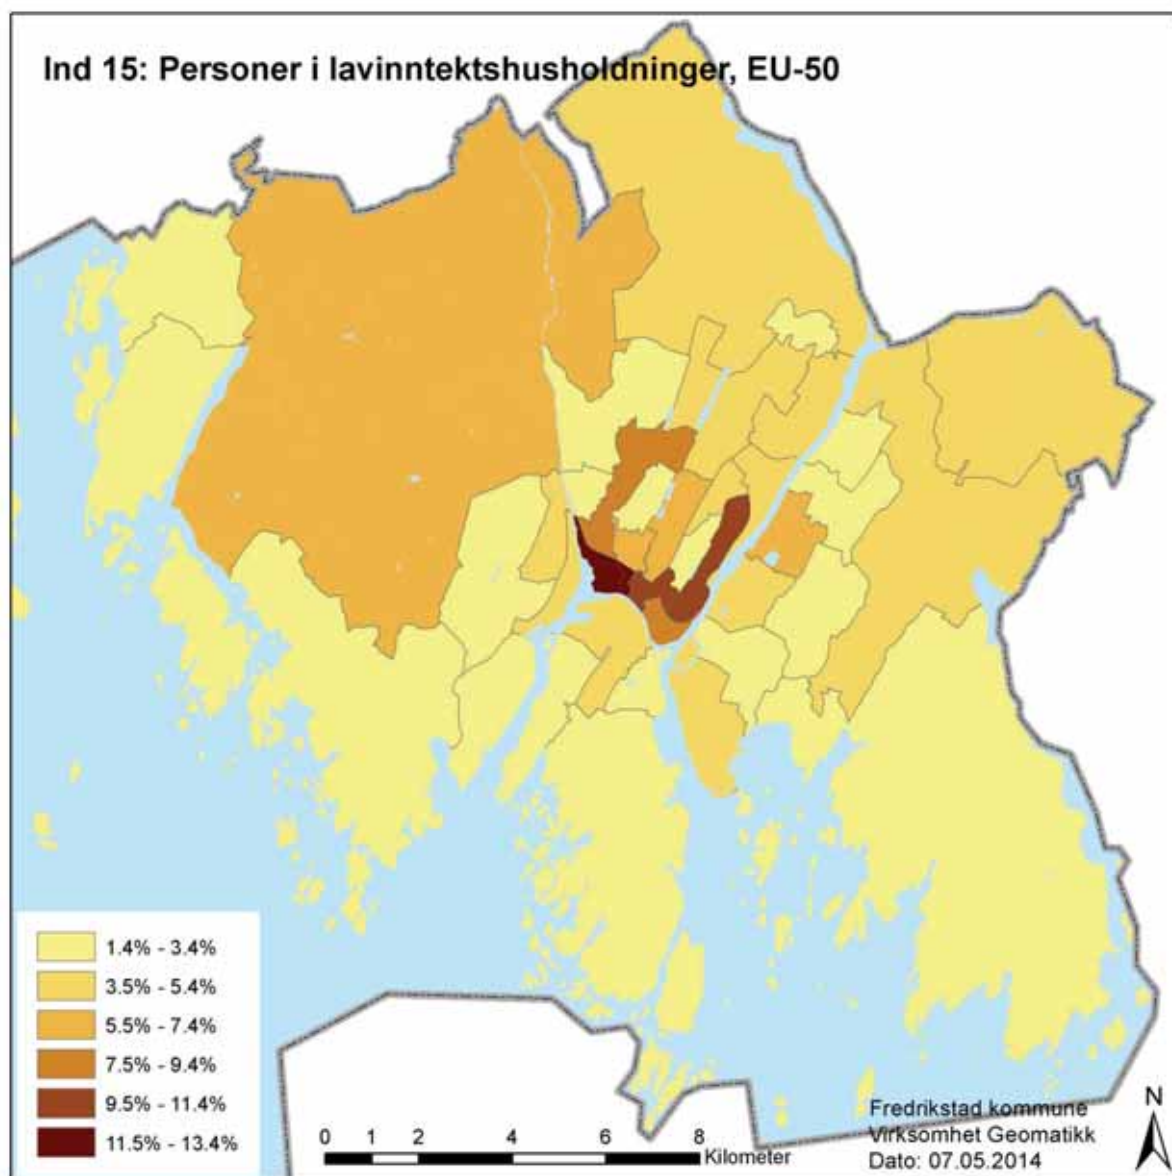 Ind 15: Personer i lavinntektshusholdninger, EU-50
1.4% - 3.4%
3.5% - 5.4%
5.5% - 7.4%
7.5% - 9.4%
9.5% - 11.4%
11.5% - 13.4%
0 1 2 4 6 8
Kilometer
Fredrikstad kommune
Virksomhet Geomatikk
Dato: 07.05.2014
N